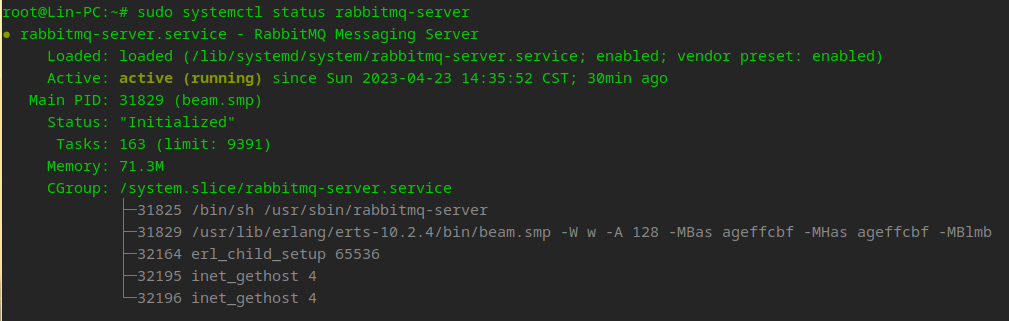 root@Lin-PC:~# sudo systemctl status rabbitmq-server
● rabbitmq-server.service - RabbitMQ Messaging Server
   Loaded: loaded (/lib/systemd/system/rabbitmq-server.service; enabled; vendor preset: enabled)
   Active: active (running) since Sun 2023-04-23 14:35:52 CST; 30min ago
 Main PID: 31829 (beam.smp)
   Status: "Initialized"
    Tasks: 163 (limit: 9391)
   Memory: 71.3M
   CGroup: /system.slice/rabbitmq-server.service
           ├─31825 /bin/sh /usr/sbin/rabbitmq-server
           ├─31829 /usr/lib/erlang/erts-10.2.4/bin/beam.smp -W w -A 128 -MBas ageffcbf -MHas ageffcbf -MBlmb
           ├─32164 erl_child_setup 65536
           ├─32195 inet_gethost 4
           └─32196 inet_gethost 4